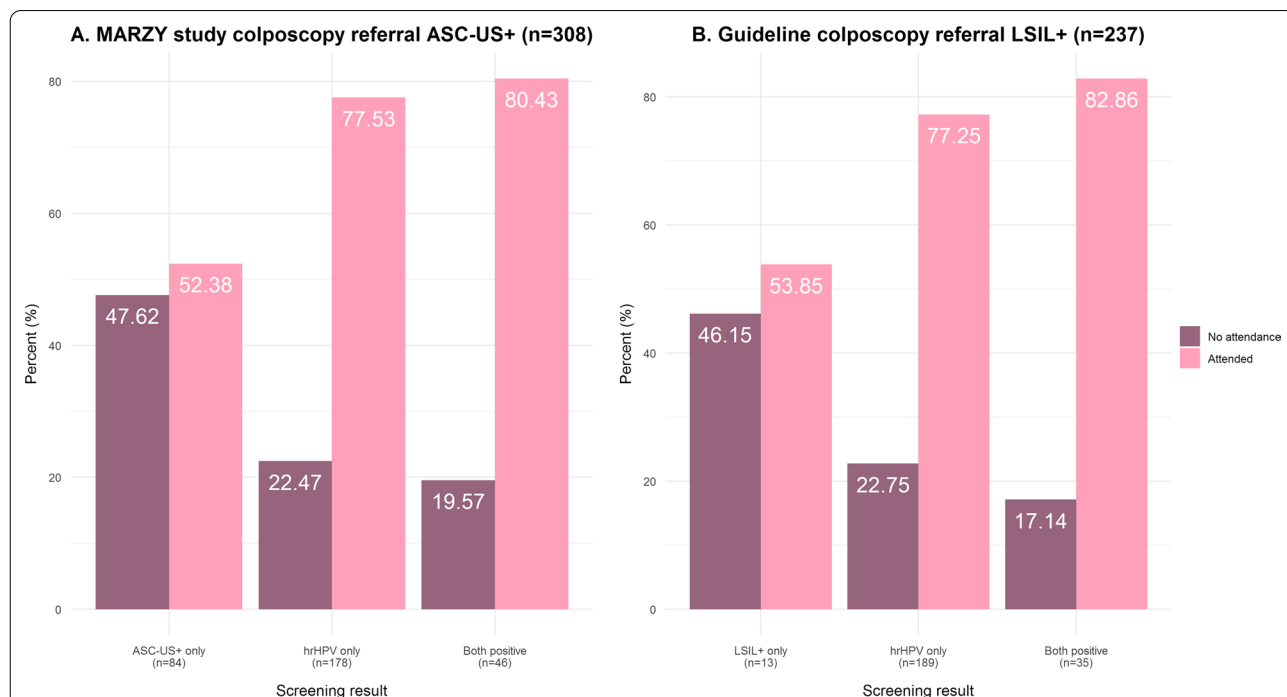 A. MARZY study colposcopy referral ASC-US+ (n=308)
80
60
40
20
0
Percent (%)
47.62
52.38
22.47
77.53
19.57
80.43
ASC-US+ only
(n=84)
hrHPV only
(n=178)
Both positive
(n=46)
Screening result
B. Guideline colposcopy referral LSIL+ (n=237)
80
60
40
20
0
Percent (%)
46.15
53.85
22.75
77.25
17.14
82.86
LSIL+ only
(n=13)
hrHPV only
(n=189)
Both positive
(n=35)
Screening result
No attendance
Attended